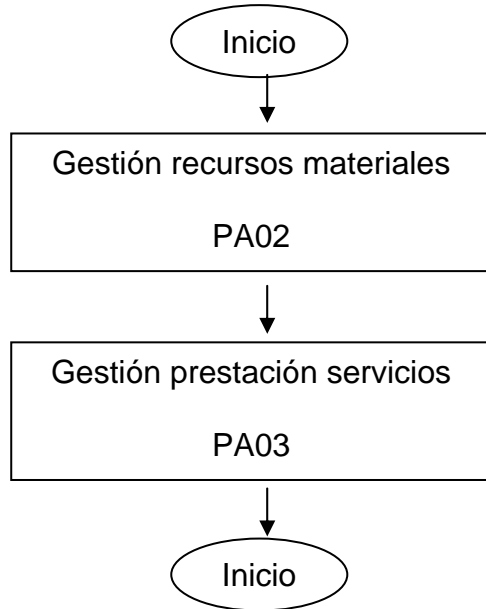 Inicio
Gestión recursos materiales
PA02
Gestión prestación servicios
PA03
Inicio